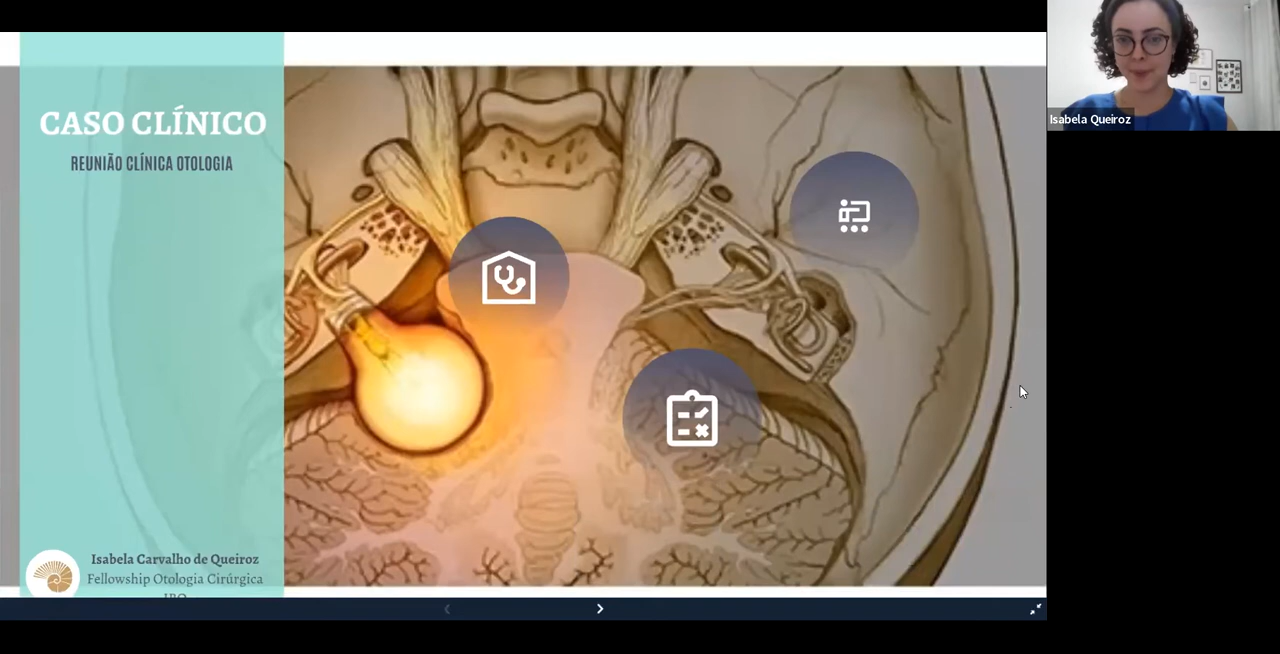 CASO CLÍNICO
REUNIÃO CLÍNICA OTOLOGIA
Isabela Carvalho de Queiroz
Fellowship Otologia Cirúrgica
Isabela Queiroz